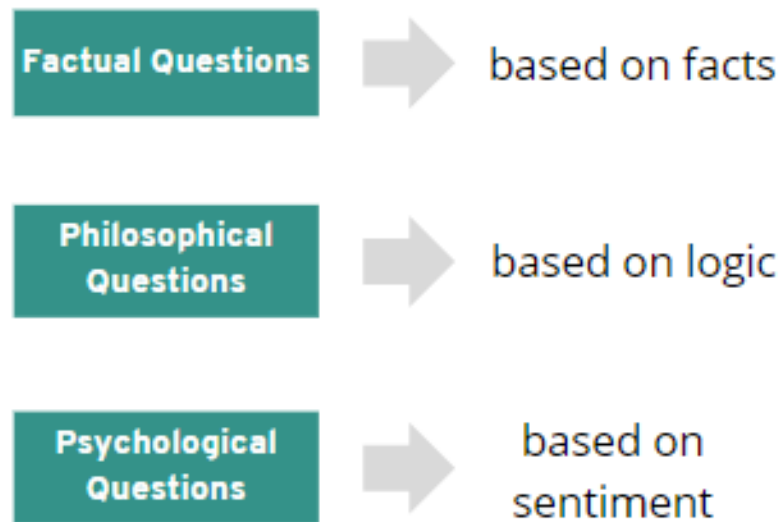 Factual Questions
based on facts
Philosophical
Questions
based on logic
Psychological
Questions
based on
sentiment